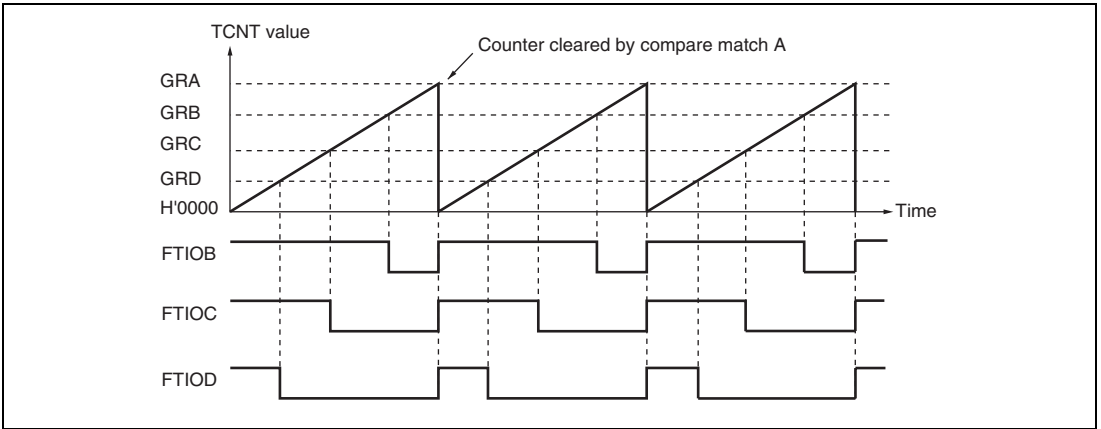 TCNT value
Counter cleared by compare match A
GRA
GRB
GRC
GRD
H'0000
Time
FTIOB
FTIOC
FTIOD